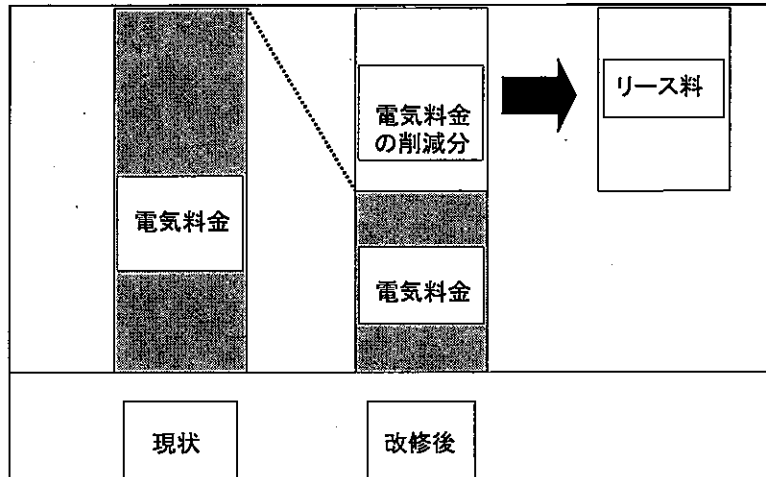 電気料金
電気料金
の削減分
リース料
電気料金
現状
改修後